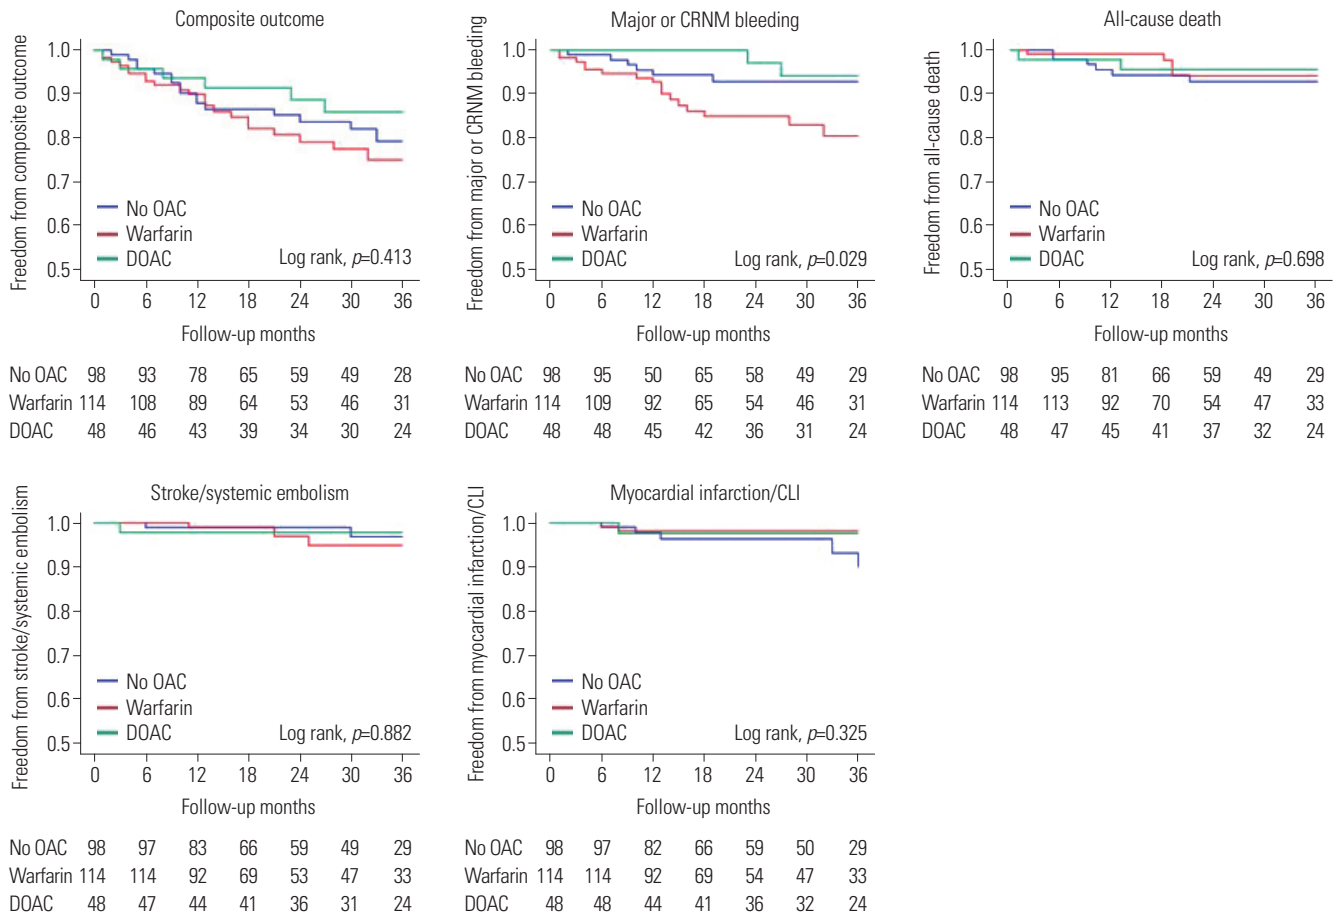 Composite outcome
Freedom from composite outcome
1.0
0.9
0.8
0.7
0.6
0.5
No OAC
Warfarin
DOAC
Log rank, p=0.413
0 6 12 18 24 30 36
Follow-up months
No OAC 98 93 78 65 59 49 28
Warfarin 114 108 89 64 53 46 31
DOAC 48 46 43 39 34 30 24
Major or CRNM bleeding
Freedom from major or CRNM bleeding
1.0
0.9
0.8
0.7
0.6
0.5
No OAC
Warfarin
DOAC
Log rank, p=0.029
0 6 12 18 24 30 36
Follow-up months
No OAC 98 95 50 65 58 49 29
Warfarin 114 109 92 65 54 46 31
DOAC 48 48 45 42 36 31 24
All-cause death
Freedom from all-cause death
1.0
0.9
0.8
0.7
0.6
0.5
No OAC
Warfarin
DOAC
Log rank, p=0.698
0 6 12 18 24 30 36
Follow-up months
No OAC 98 95 81 66 59 49 29
Warfarin 114 113 92 70 54 47 33
DOAC 48 47 45 41 37 32 24
Stroke/systemic embolism
Freedom from stroke/systemic embolism
1.0
0.9
0.8
0.7
0.6
0.5
No OAC
Warfarin
DOAC
Log rank, p=0.882
0 6 12 18 24 30 36
Follow-up months
No OAC 98 97 83 66 59 49 29
Warfarin 114 114 92 69 53 47 33
DOAC 48 47 44 41 36 31 24
Myocardial infarction/CLI
Freedom from myocardial infarction/CLI
1.0
0.9
0.8
0.7
0.6
0.5
No OAC
Warfarin
DOAC
Log rank, p=0.325
0 6 12 18 24 30 36
Follow-up months
No OAC 98 97 82 66 59 50 29
Warfarin 114 114 92 69 54 47 33
DOAC 48 48 44 41 36 32 24